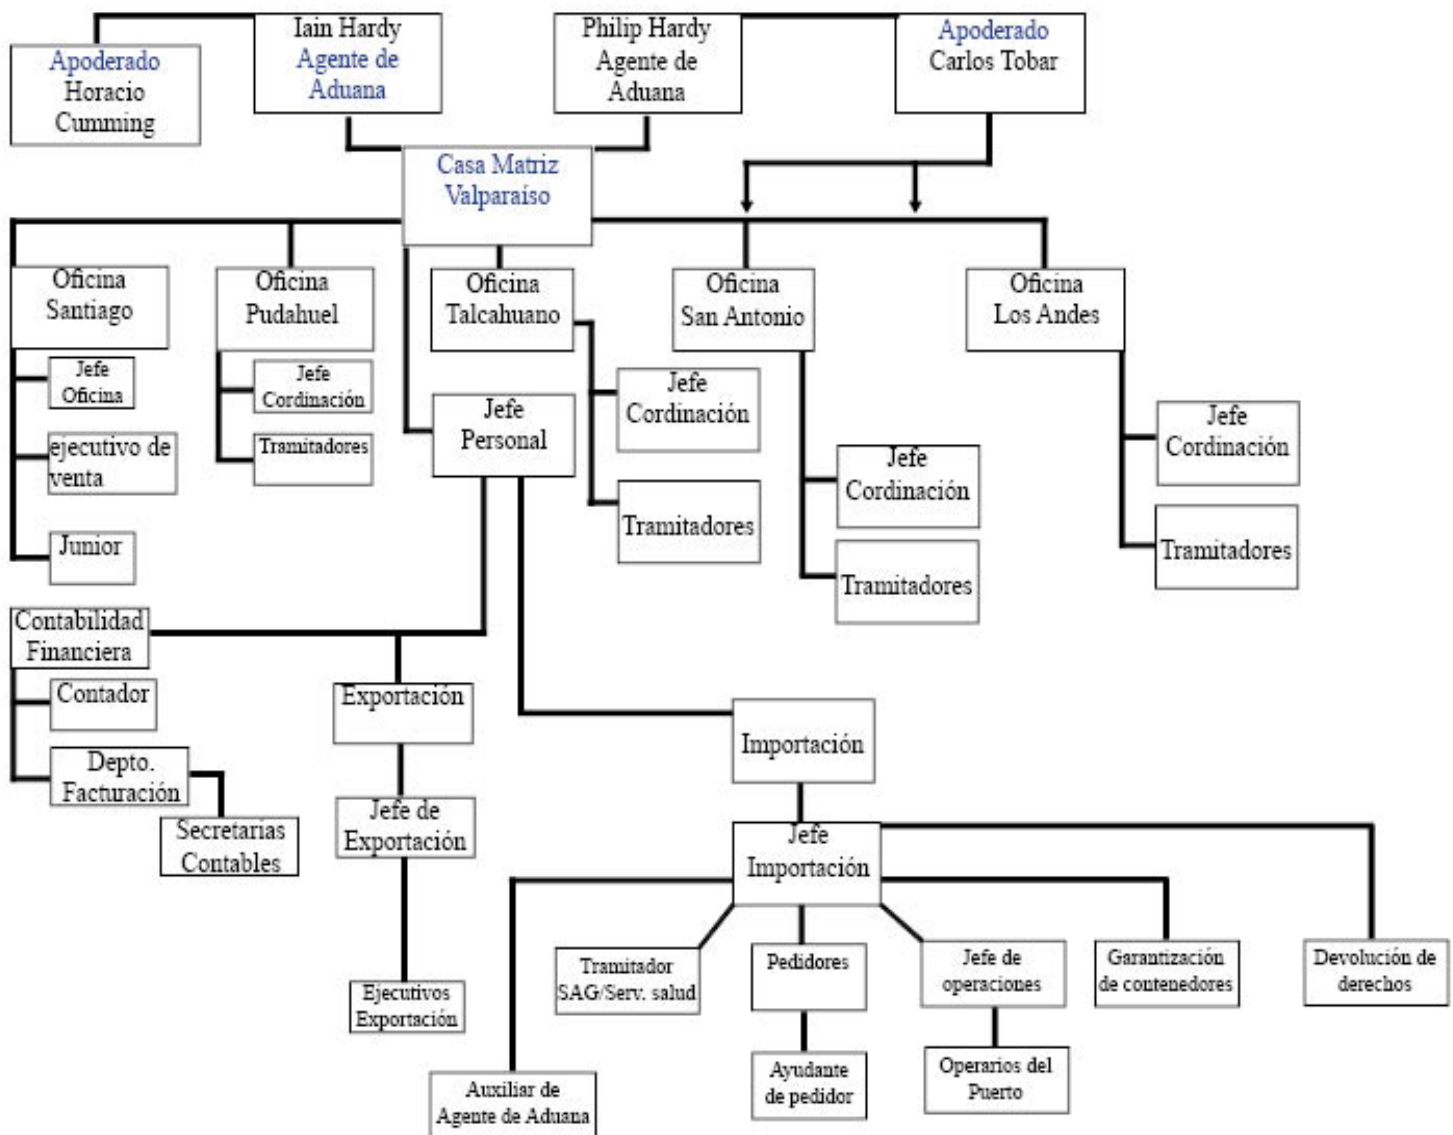 Iain Hardy
Agente de
Aduana
Philip Hardy
Agente de
Aduana
Apoderado
Carlos Tobar
Apoderado
Horacio
Cumming
Casa Matriz
Valparaíso
Oficina
Santiago
Oficina
Pudahuel
Oficina
Talcahuano
Oficina
San Antonio
Oficina
Los Andes
Jefe
Oficina
ejecutivo de
venta
Junior
Jefe
Cordinación
Tramitadores
Jefe
Personal
Jefe
Cordinación
Tramitadores
Jefe
Cordinación
Tramitadores
Jefe
Cordinación
Tramitadores
Contabilidad
Financiera
Contador
Depto.
Facturación
Secretarias
Contables
Exportación
Jefe de
Exportación
Ejecutivos
Exportación
Importación
Jefe
Importación
Tramitador
SAG/Serv. salud
Pedidores
Jefe de
operaciones
Garantización
de contenedores
Devolución de
derechos
Auxiliar de
Agente de Aduana
Ayudante
de pedidor
Operarios del
Puerto